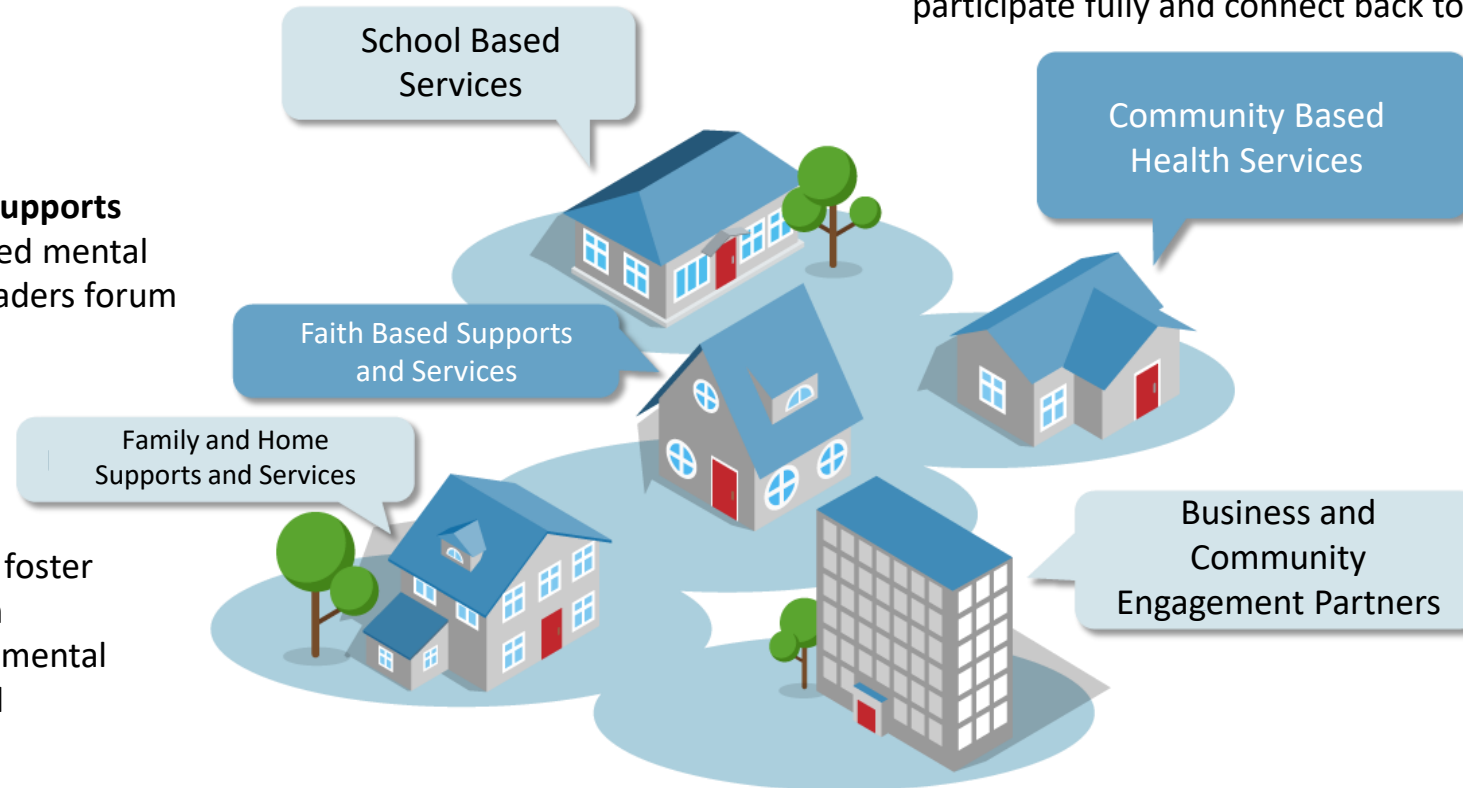 participate fully and connect back to
School Based
Services
Community Based
Health Services
upports
ed mental
aders forum
Faith Based Supports
and Services
Family and Home
Supports and Services
Business and
Community
Engagement Partners
foster
mental